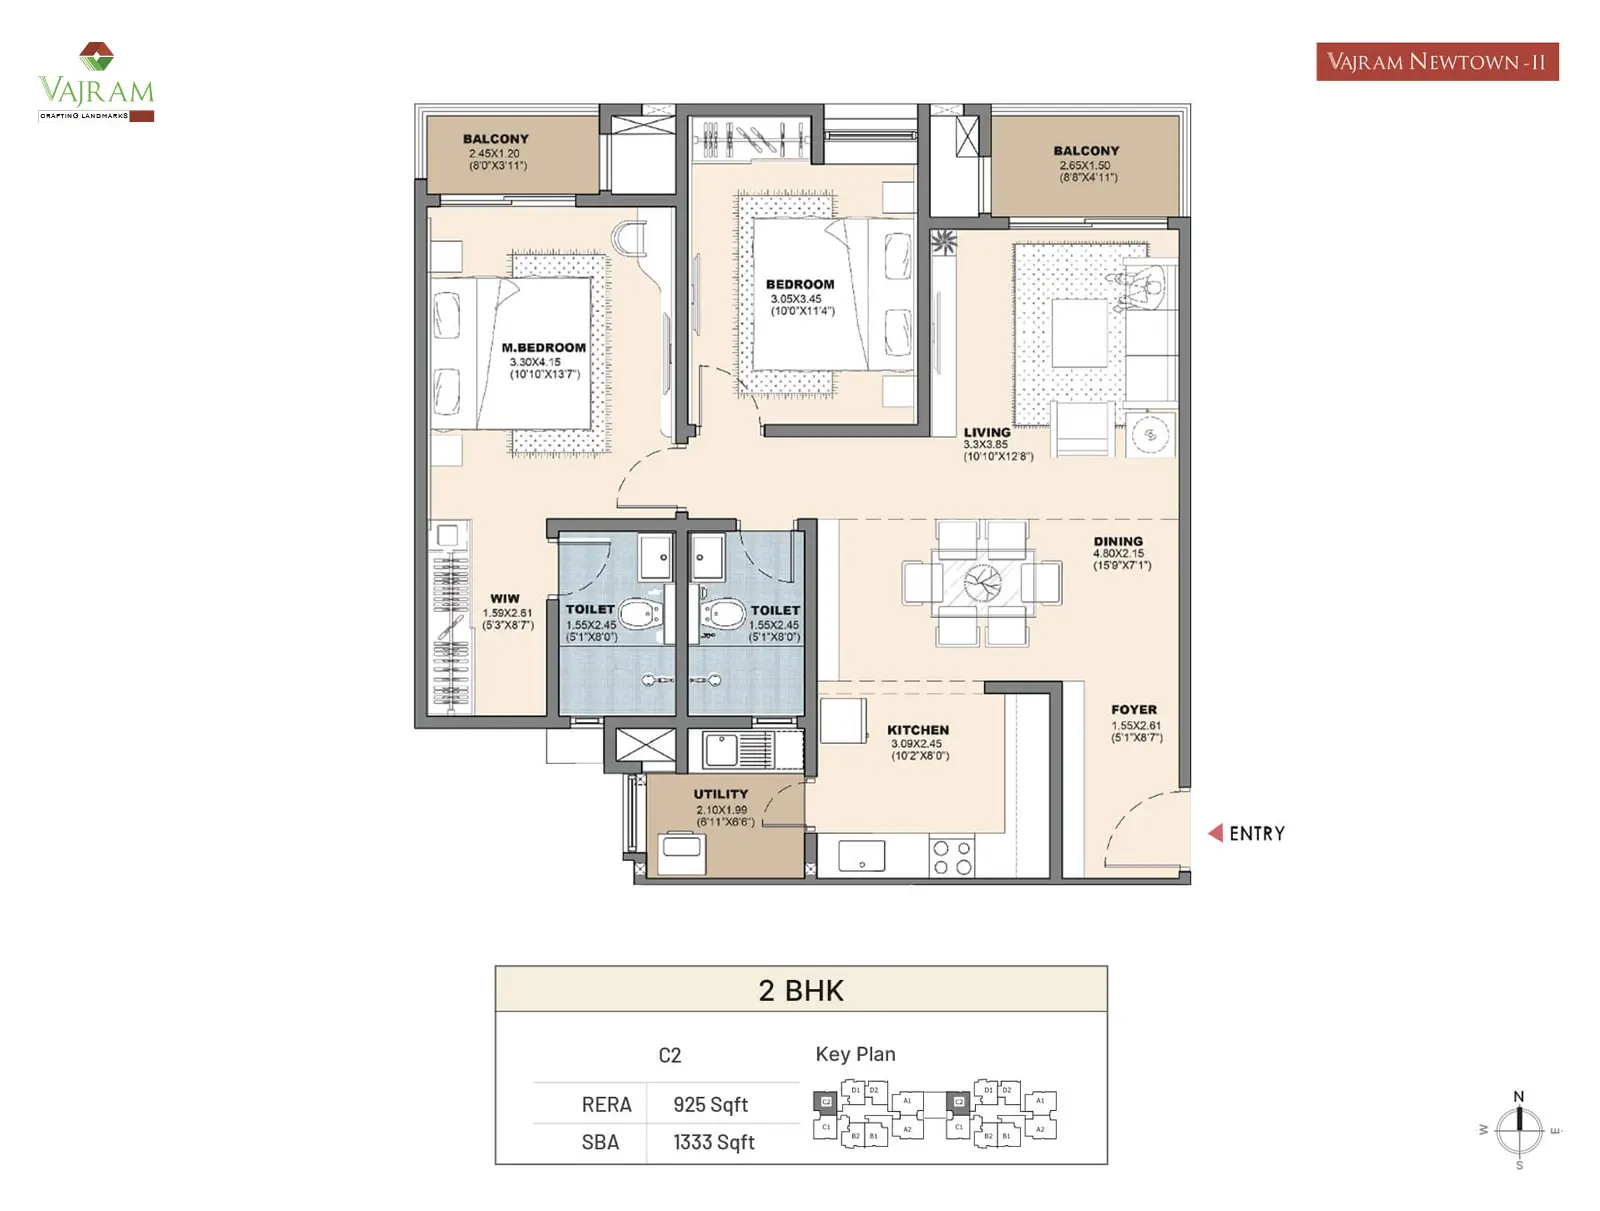 VAJRAM
CRAFTING LANDMARKS
VAJRAM NEWTOWN -II
BALCONY
2.45X1.20
(8'0"X3'11")
BALCONY
2.65X1.50
(8'8"X4'11")
BEDROOM
3.05X3.45
(10'0"X11'4")
M.BEDROOM
3.30X4.15
(10'10"X13'7")
LIVING
3.3X3.85
(10'10"X12'8")
DINING
4.80X2.15
(15'9"X7'1")
WIW
1.59X2.61
(5'3"X8'7")
TOILET
1.55X2.45
(5'1"X8'0")
TOILET
1.55X2.45
(5'1"X8'0")
FOYER
1.55X2.61
(5'1"X8'7")
KITCHEN
3.09X2.45
(10'2"X8'0")
UTILITY
2.10X1.99
(6'11"X6'6")
ENTRY
2 BHK
C2
RERA 925 Sqft
SBA 1333 Sqft
Key Plan
D1 D2 D1 D2
C2 A1 C2 A1
C1 B2 B1 A2 C1 B2 B1 A2
N
W E
S